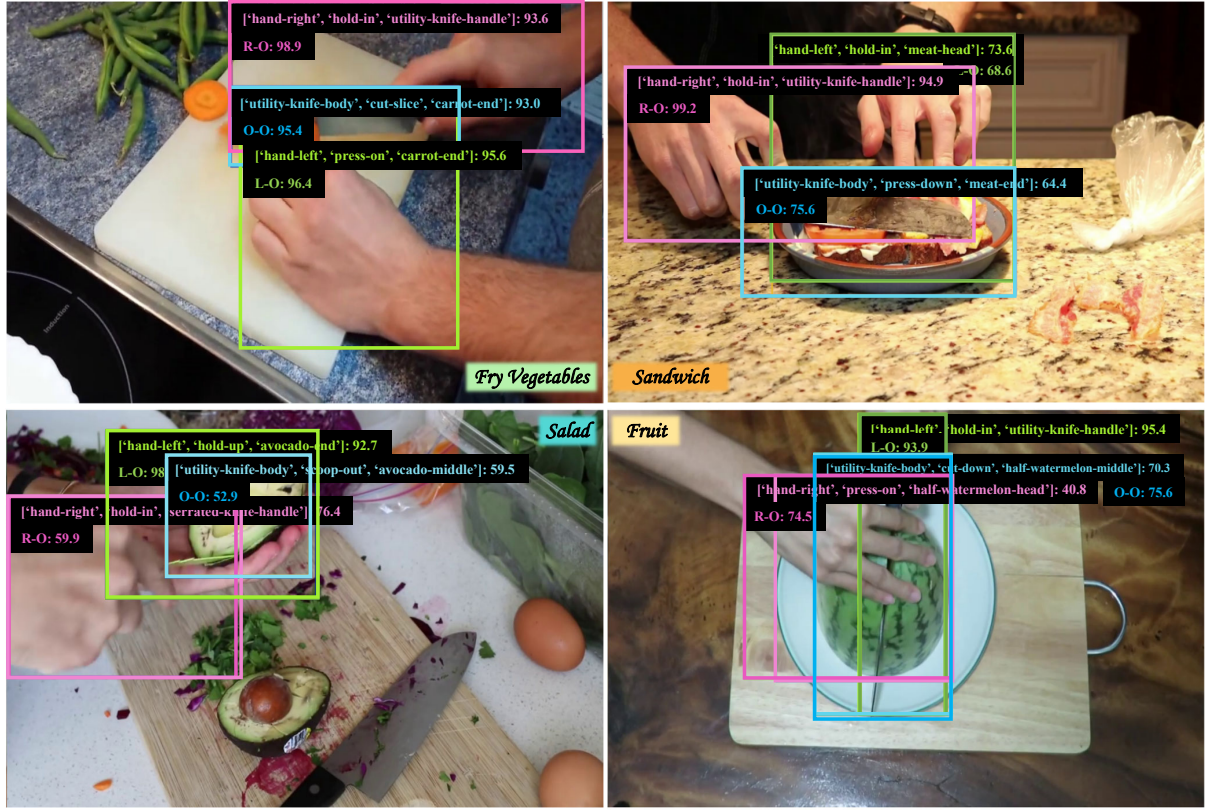 ['hand-right', 'hold-in', 'utility-knife-handle']: 93.6
R-O: 98.9
['utility-knife-body', 'cut-slice', 'carrot-end']: 93.0
O-O: 95.4
['hand-left', 'press-on', 'carrot-end']: 95.6
L-O: 96.4
Induction
Fry Vegetables
'hand-left', 'hold-in', 'meat-head']: 73.6
L-O: 68.6
['hand-right', 'hold-in', 'utility-knife-handle']: 94.9
R-O: 99.2
['utility-knife-body', 'press-down', 'meat-end']: 64.4
O-O: 75.6
Sandwich
Salad
['hand-left', 'hold-up', 'avocado-end']: 92.7
L-O: 98
['utility-knife-body', 'scoop-out', 'avocado-middle']: 59.5
O-O: 52.9
['hand-right', 'hold-in', 'serrated-knife-handle']: 76.4
R-O: 59.9
Fruit
['hand-left', 'hold-in', 'utility-knife-handle']: 95.4
L-O: 93.9
['utility-knife-body', 'cut-down', 'half-watermelon-middle']: 70.3
O-O: 75.6
['hand-right', 'press-on', 'half-watermelon-head']: 40.8
R-O: 74.5